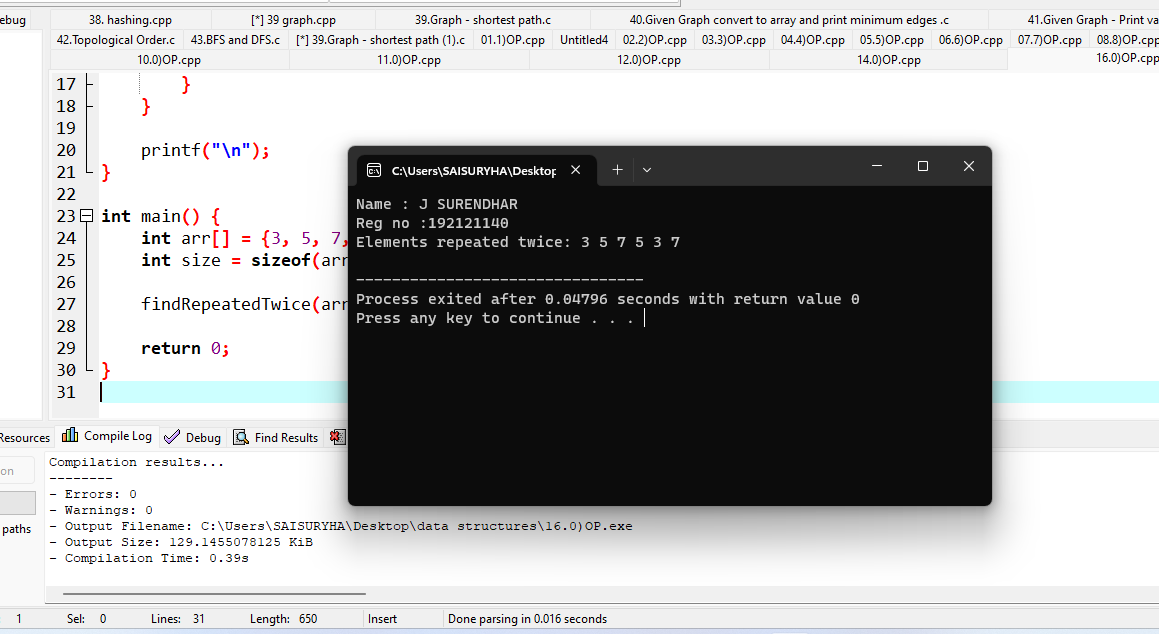 ebug
38. hashing.cpp [*] 39 graph.cpp 39.Graph - shortest path.c 40.Given Graph convert to array and print minimum edges .c 41.Given Graph - Print va
42.Topological Order.c 43.BFS and DFS.c [*] 39.Graph - shortest path (1).c 01.1)OP.cpp Untitled4 02.2)OP.cpp 03.3)OP.cpp 04.4)OP.cpp 05.5)OP.cpp 06.6)OP.cpp 07.7)OP.cpp 08.8)OP.cpp
10.0)OP.cpp 11.0)OP.cpp 12.0)OP.cpp 14.0)OP.cpp 16.0)OP.cpp
17 }
18 }
19
20 printf("\n");
21 }
22
23 int main() {
24 int arr[] = {3, 5, 7,
25 int size = sizeof(arr
26
27 findRepeatedTwice(arr
28
29 return 0;
30 }
31
C:\Users\SAISURYHA\Desktop
Name : J SURENDHAR
Reg no :192121140
Elements repeated twice: 3 5 7 5 3 7
--------------------------------
Process exited after 0.04796 seconds with return value 0
Press any key to continue . . .
Resources Compile Log Debug Find Results
on
paths
Compilation results...
--------
- Errors: 0
- Warnings: 0
- Output Filename: C:\Users\SAISURYHA\Desktop\data structures\16.0)OP.exe
- Output Size: 129.1455078125 KiB
- Compilation Time: 0.39s
1 Sel: 0 Lines: 31 Length: 650 Insert Done parsing in 0.016 seconds